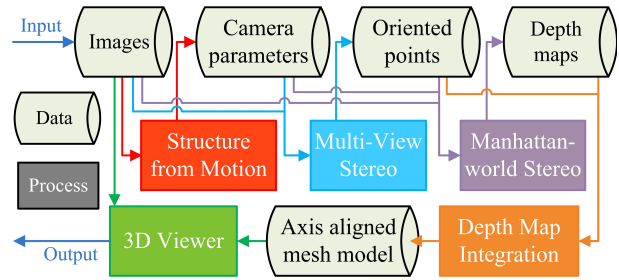 Input
Images
Camera
parameters
Oriented
points
Depth
maps
Data
Structure
from Motion
Multi-View
Stereo
Manhattan-
world Stereo
Process
Output
3D Viewer
Axis aligned
mesh model
Depth Map
Integration